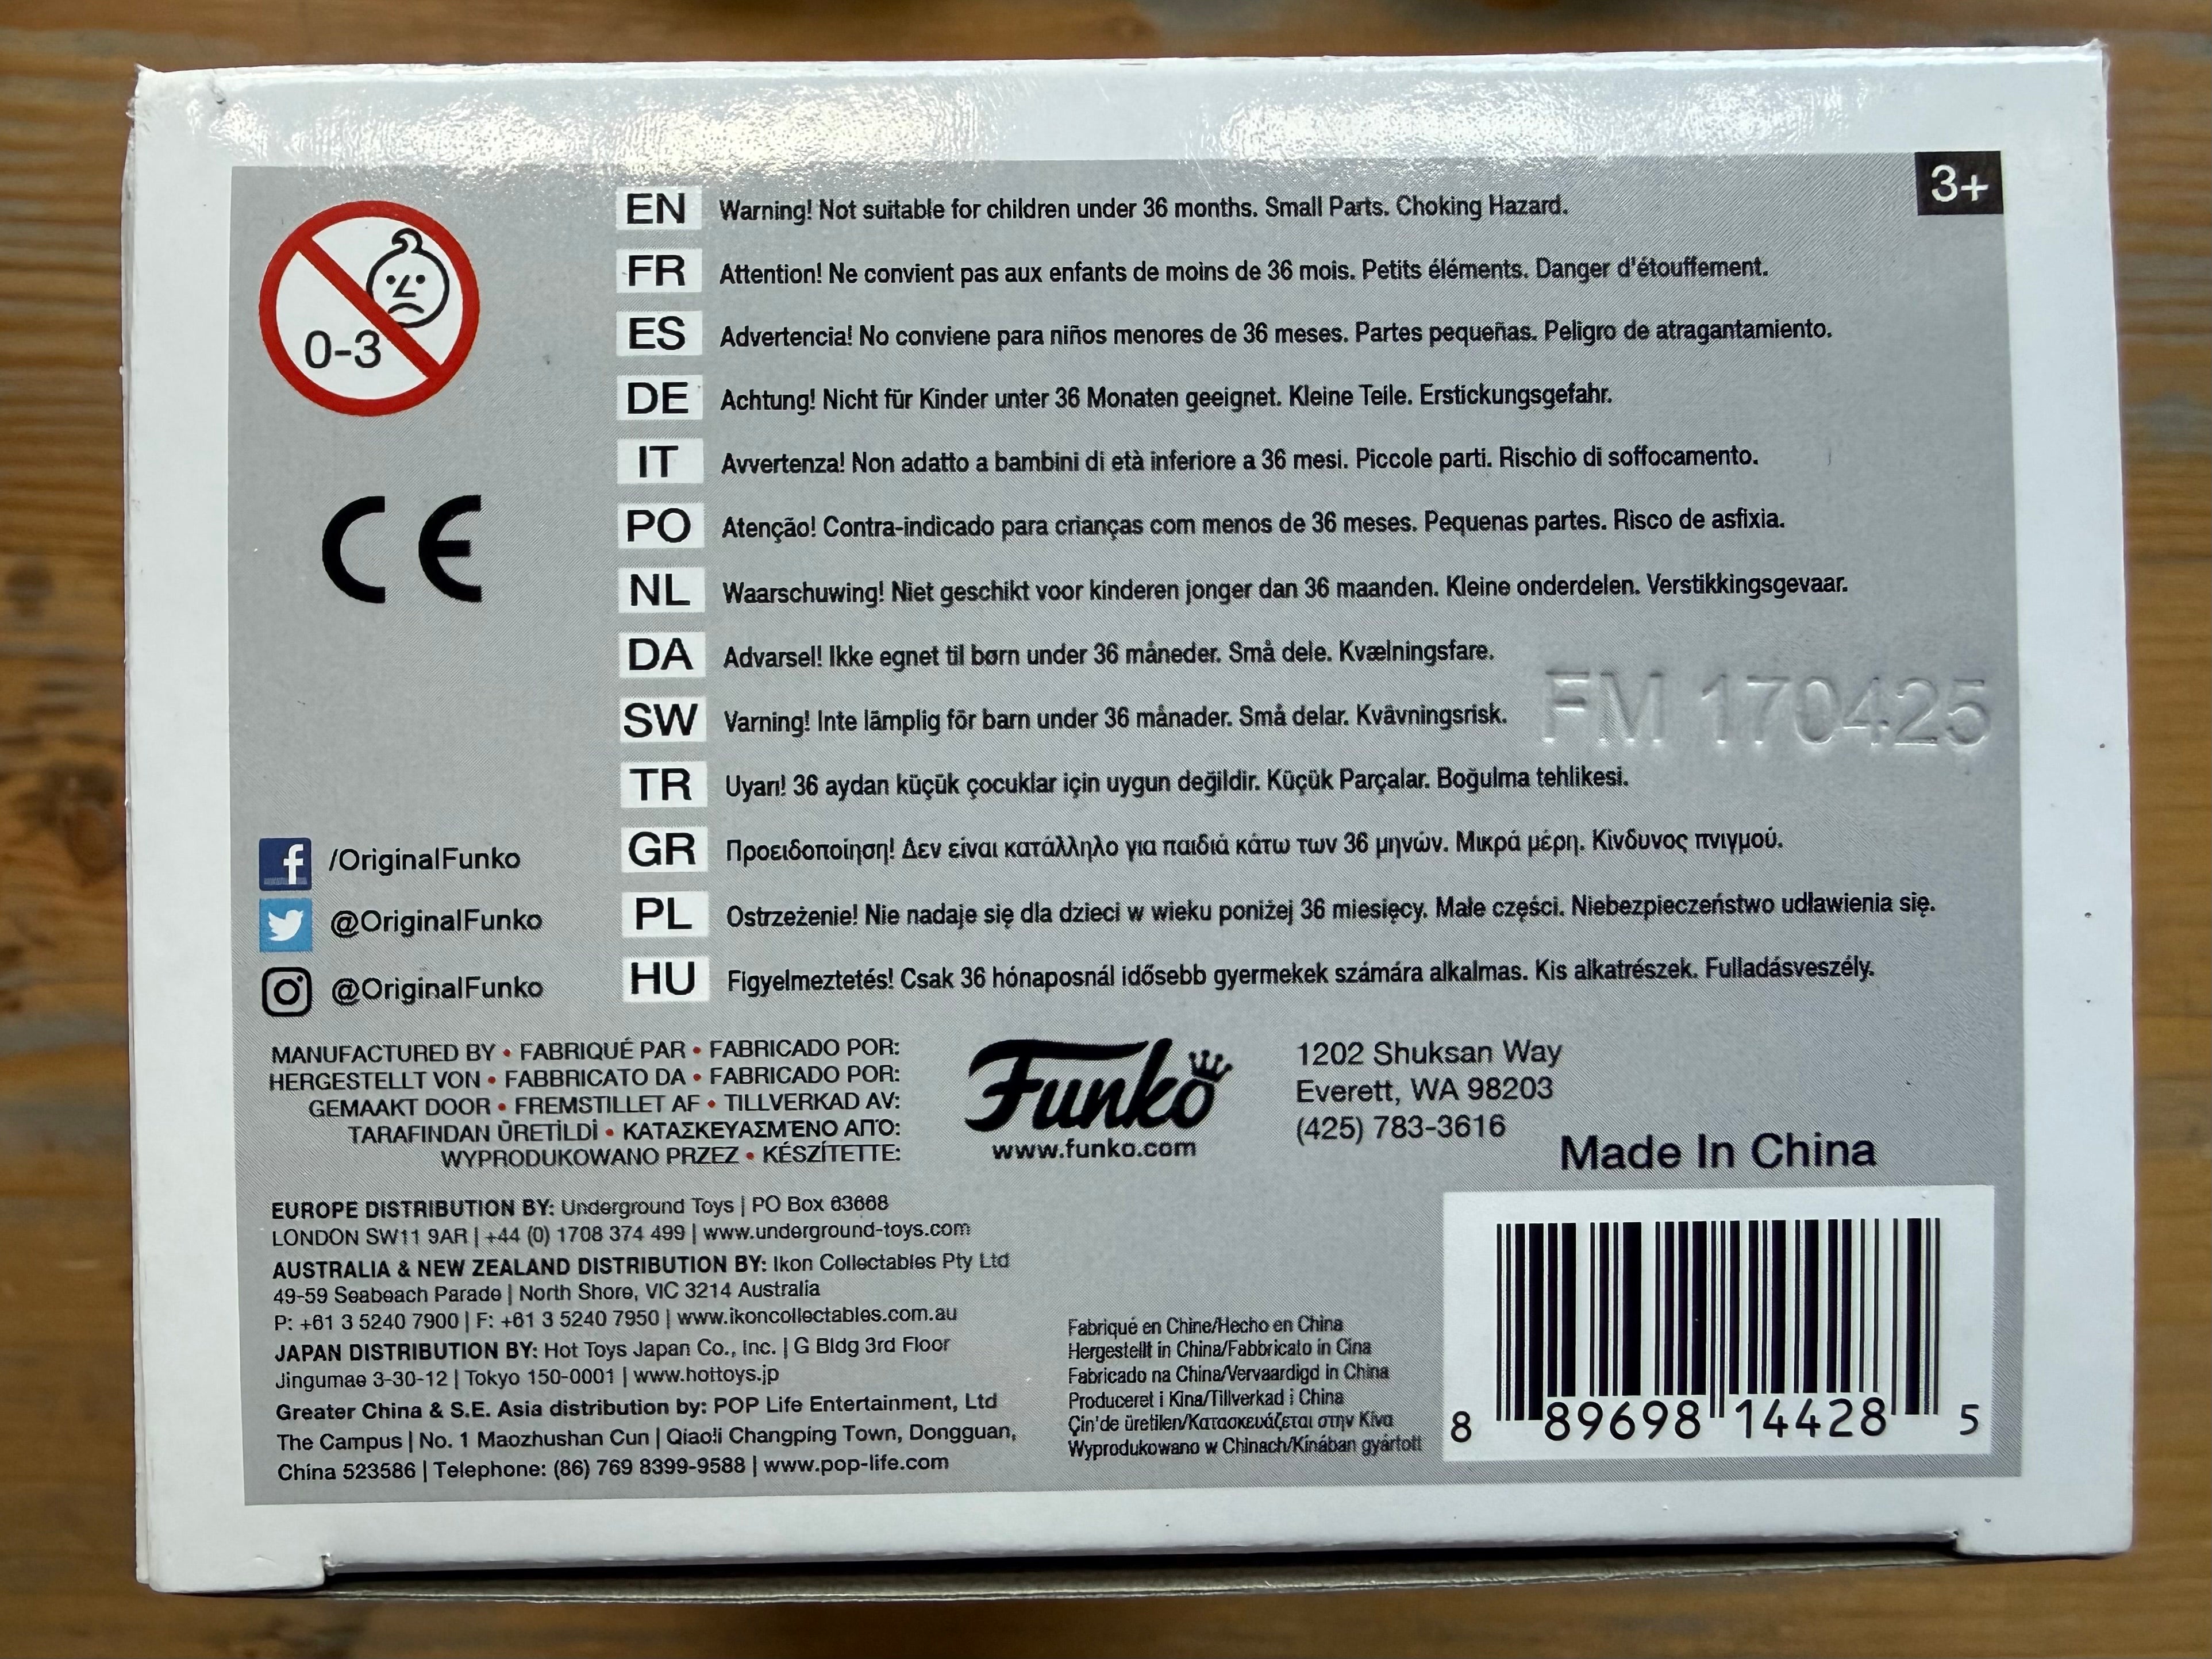 3+
0-3
EN Warning! Not suitable for children under 36 months. Small Parts. Choking Hazard.
FR Attention! Ne convient pas aux enfants de moins de 36 mois. Petits éléments. Danger d'étouffement.
ES Advertencia! No conviene para niños menores de 36 meses. Partes pequeñas. Peligro de atragantamiento.
DE Achtung! Nicht für Kinder unter 36 Monaten geeignet. Kleine Teile. Erstickungsgefahr.
IT Avvertenza! Non adatto a bambini di età inferiore a 36 mesi. Piccole parti. Rischio di soffocamento.
PO Atenção! Contra-indicado para crianças com menos de 36 meses. Pequenas partes. Risco de asfixia.
NL Waarschuwing! Niet geschikt voor kinderen jonger dan 36 maanden. Kleine onderdelen. Verstikkingsgevaar.
DA Advarsel! Ikke egnet til børn under 36 måneder. Små dele. Kvælningsfare.
SW Varning! Inte lämplig för barn under 36 månader. Små delar. Kvävningsrisk.
TR Uyarı! 36 aydan küçük çocuklar için uygun değildir. Küçük Parçalar. Boğulma tehlikesi.
GR Προειδοποίηση! Δεν είναι κατάλληλο για παιδιά κάτω των 36 μηνών. Μικρά μέρη. Κίνδυνος πνιγμού.
PL Ostrzeżenie! Nie nadaje się dla dzieci w wieku poniżej 36 miesięcy. Małe części. Niebezpieczeństwo udławienia się.
HU Figyelmeztetés! Csak 36 hónaposnál idősebb gyermekek számára alkalmas. Kis alkatrészek. Fulladásveszély.
CE
FM 170425
/OriginalFunko
@OriginalFunko
@OriginalFunko
MANUFACTURED BY • FABRIQUÉ PAR • FABRICADO POR:
HERGESTELLT VON • FABBRICATO DA • FABRICADO POR:
GEMAAKT DOOR • FREMSTILLET AF • TILLVERKAD AV:
TARAFINDAN ÜRETİLDİ • ΚΑΤΑΣΚΕΥΑΣΜΈΝΟ ΑΠΌ:
WYPRODUKOWANO PRZEZ • KÉSZÍTETTE:
Funko
www.funko.com
1202 Shuksan Way
Everett, WA 98203
(425) 783-3616
Made In China
EUROPE DISTRIBUTION BY: Underground Toys | PO Box 63668
LONDON SW11 9AR | +44 (0) 1708 374 499 | www.underground-toys.com
AUSTRALIA & NEW ZEALAND DISTRIBUTION BY: Ikon Collectables Pty Ltd
49-59 Seabeach Parade | North Shore, VIC 3214 Australia
P: +61 3 5240 7900 | F: +61 3 5240 7950 | www.ikoncollectables.com.au
JAPAN DISTRIBUTION BY: Hot Toys Japan Co., Inc. | G Bldg 3rd Floor
Jingumae 3-30-12 | Tokyo 150-0001 | www.hottoys.jp
Greater China & S.E. Asia distribution by: POP Life Entertainment, Ltd
The Campus | No. 1 Maozhushan Cun | Qiaoli Changping Town, Dongguan,
China 523586 | Telephone: (86) 769 8399-9588 | www.pop-life.com
Fabriqué en Chine/Hecho en China
Hergestellt in China/Fabbricato in Cina
Fabricado na China/Vervaardigd in China
Produceret i Kina/Tillverkad i China
Çin'de üretilen/Κατασκευάζεται στην Κίνα
Wyprodukowano w Chinach/Kínában gyártott
8 89698 14428 5